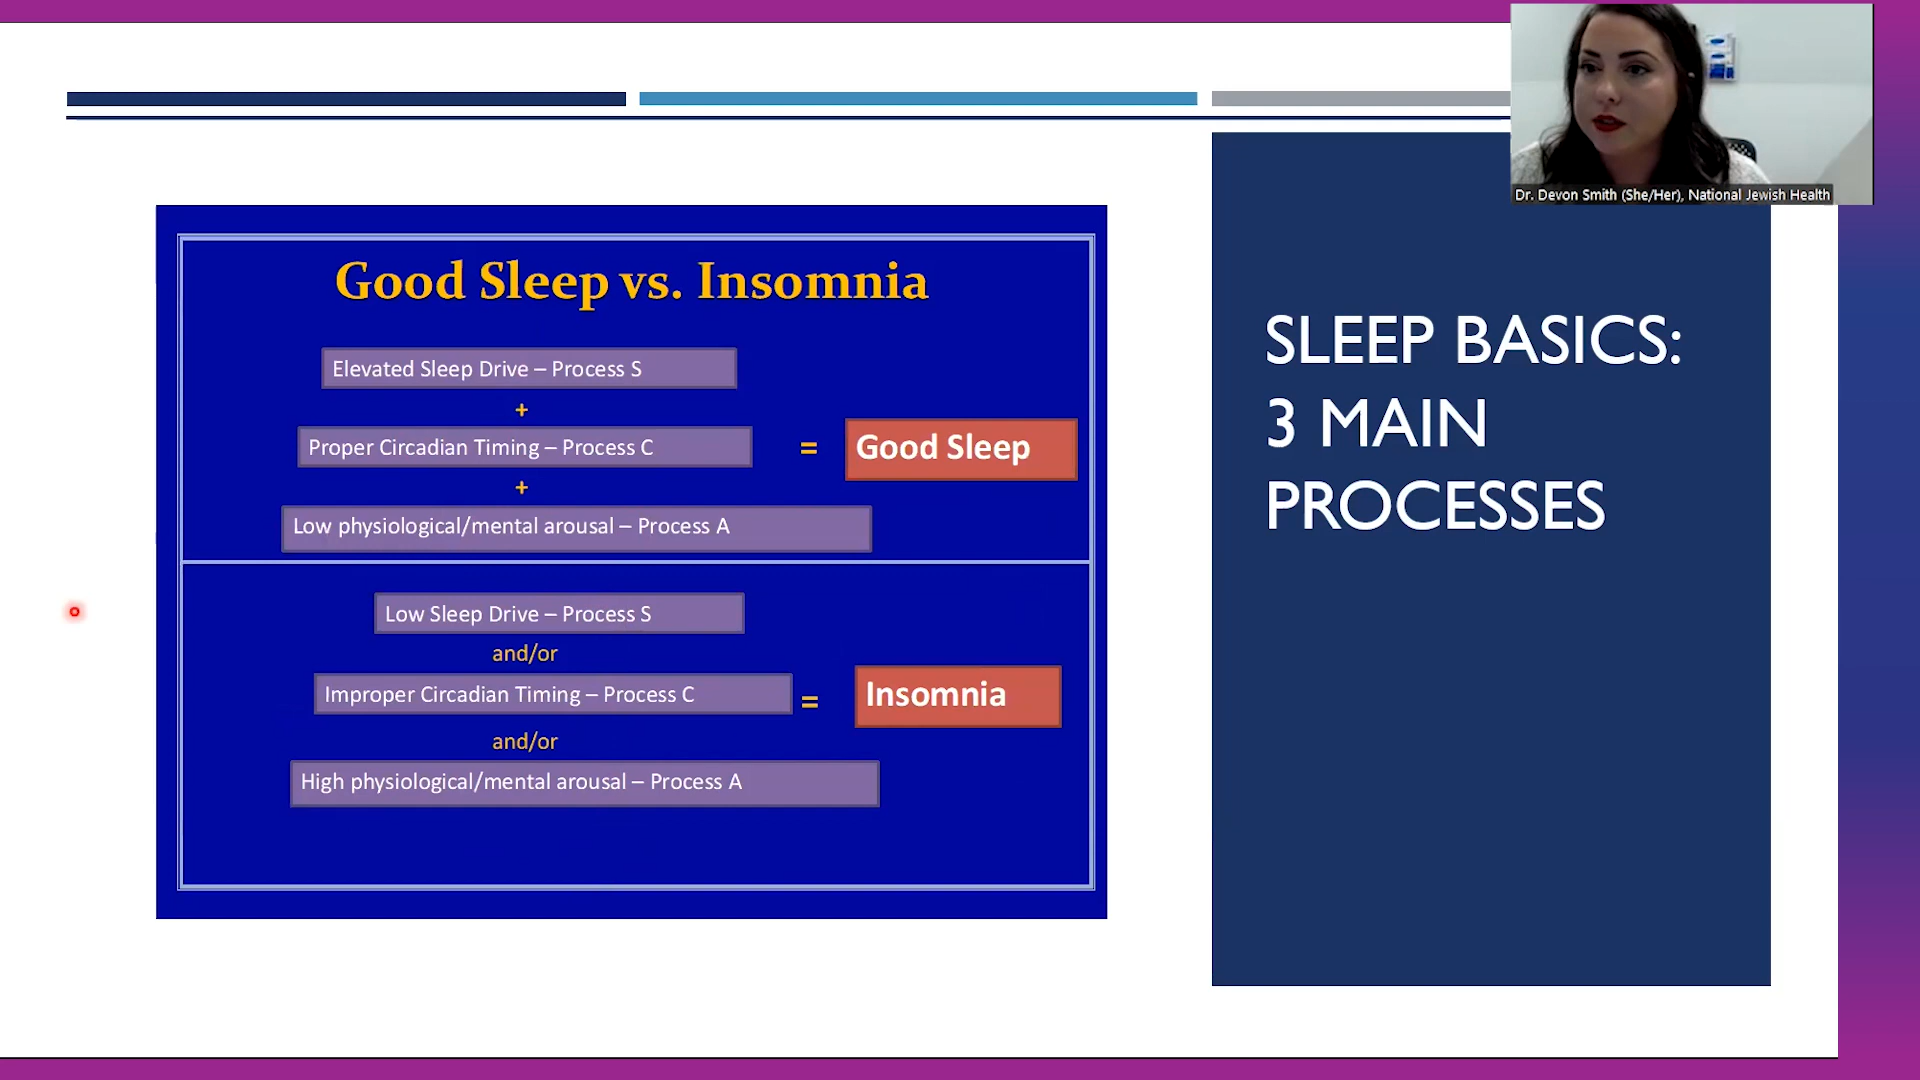 Dr. Devon Smith (She/Her), National Jewish Health
Good Sleep vs. Insomnia
Elevated Sleep Drive – Process S
+
Proper Circadian Timing – Process C
=
Good Sleep
+
Low physiological/mental arousal – Process A
Low Sleep Drive – Process S
and/or
Improper Circadian Timing – Process C
=
Insomnia
and/or
High physiological/mental arousal – Process A
SLEEP BASICS:
3 MAIN
PROCESSES